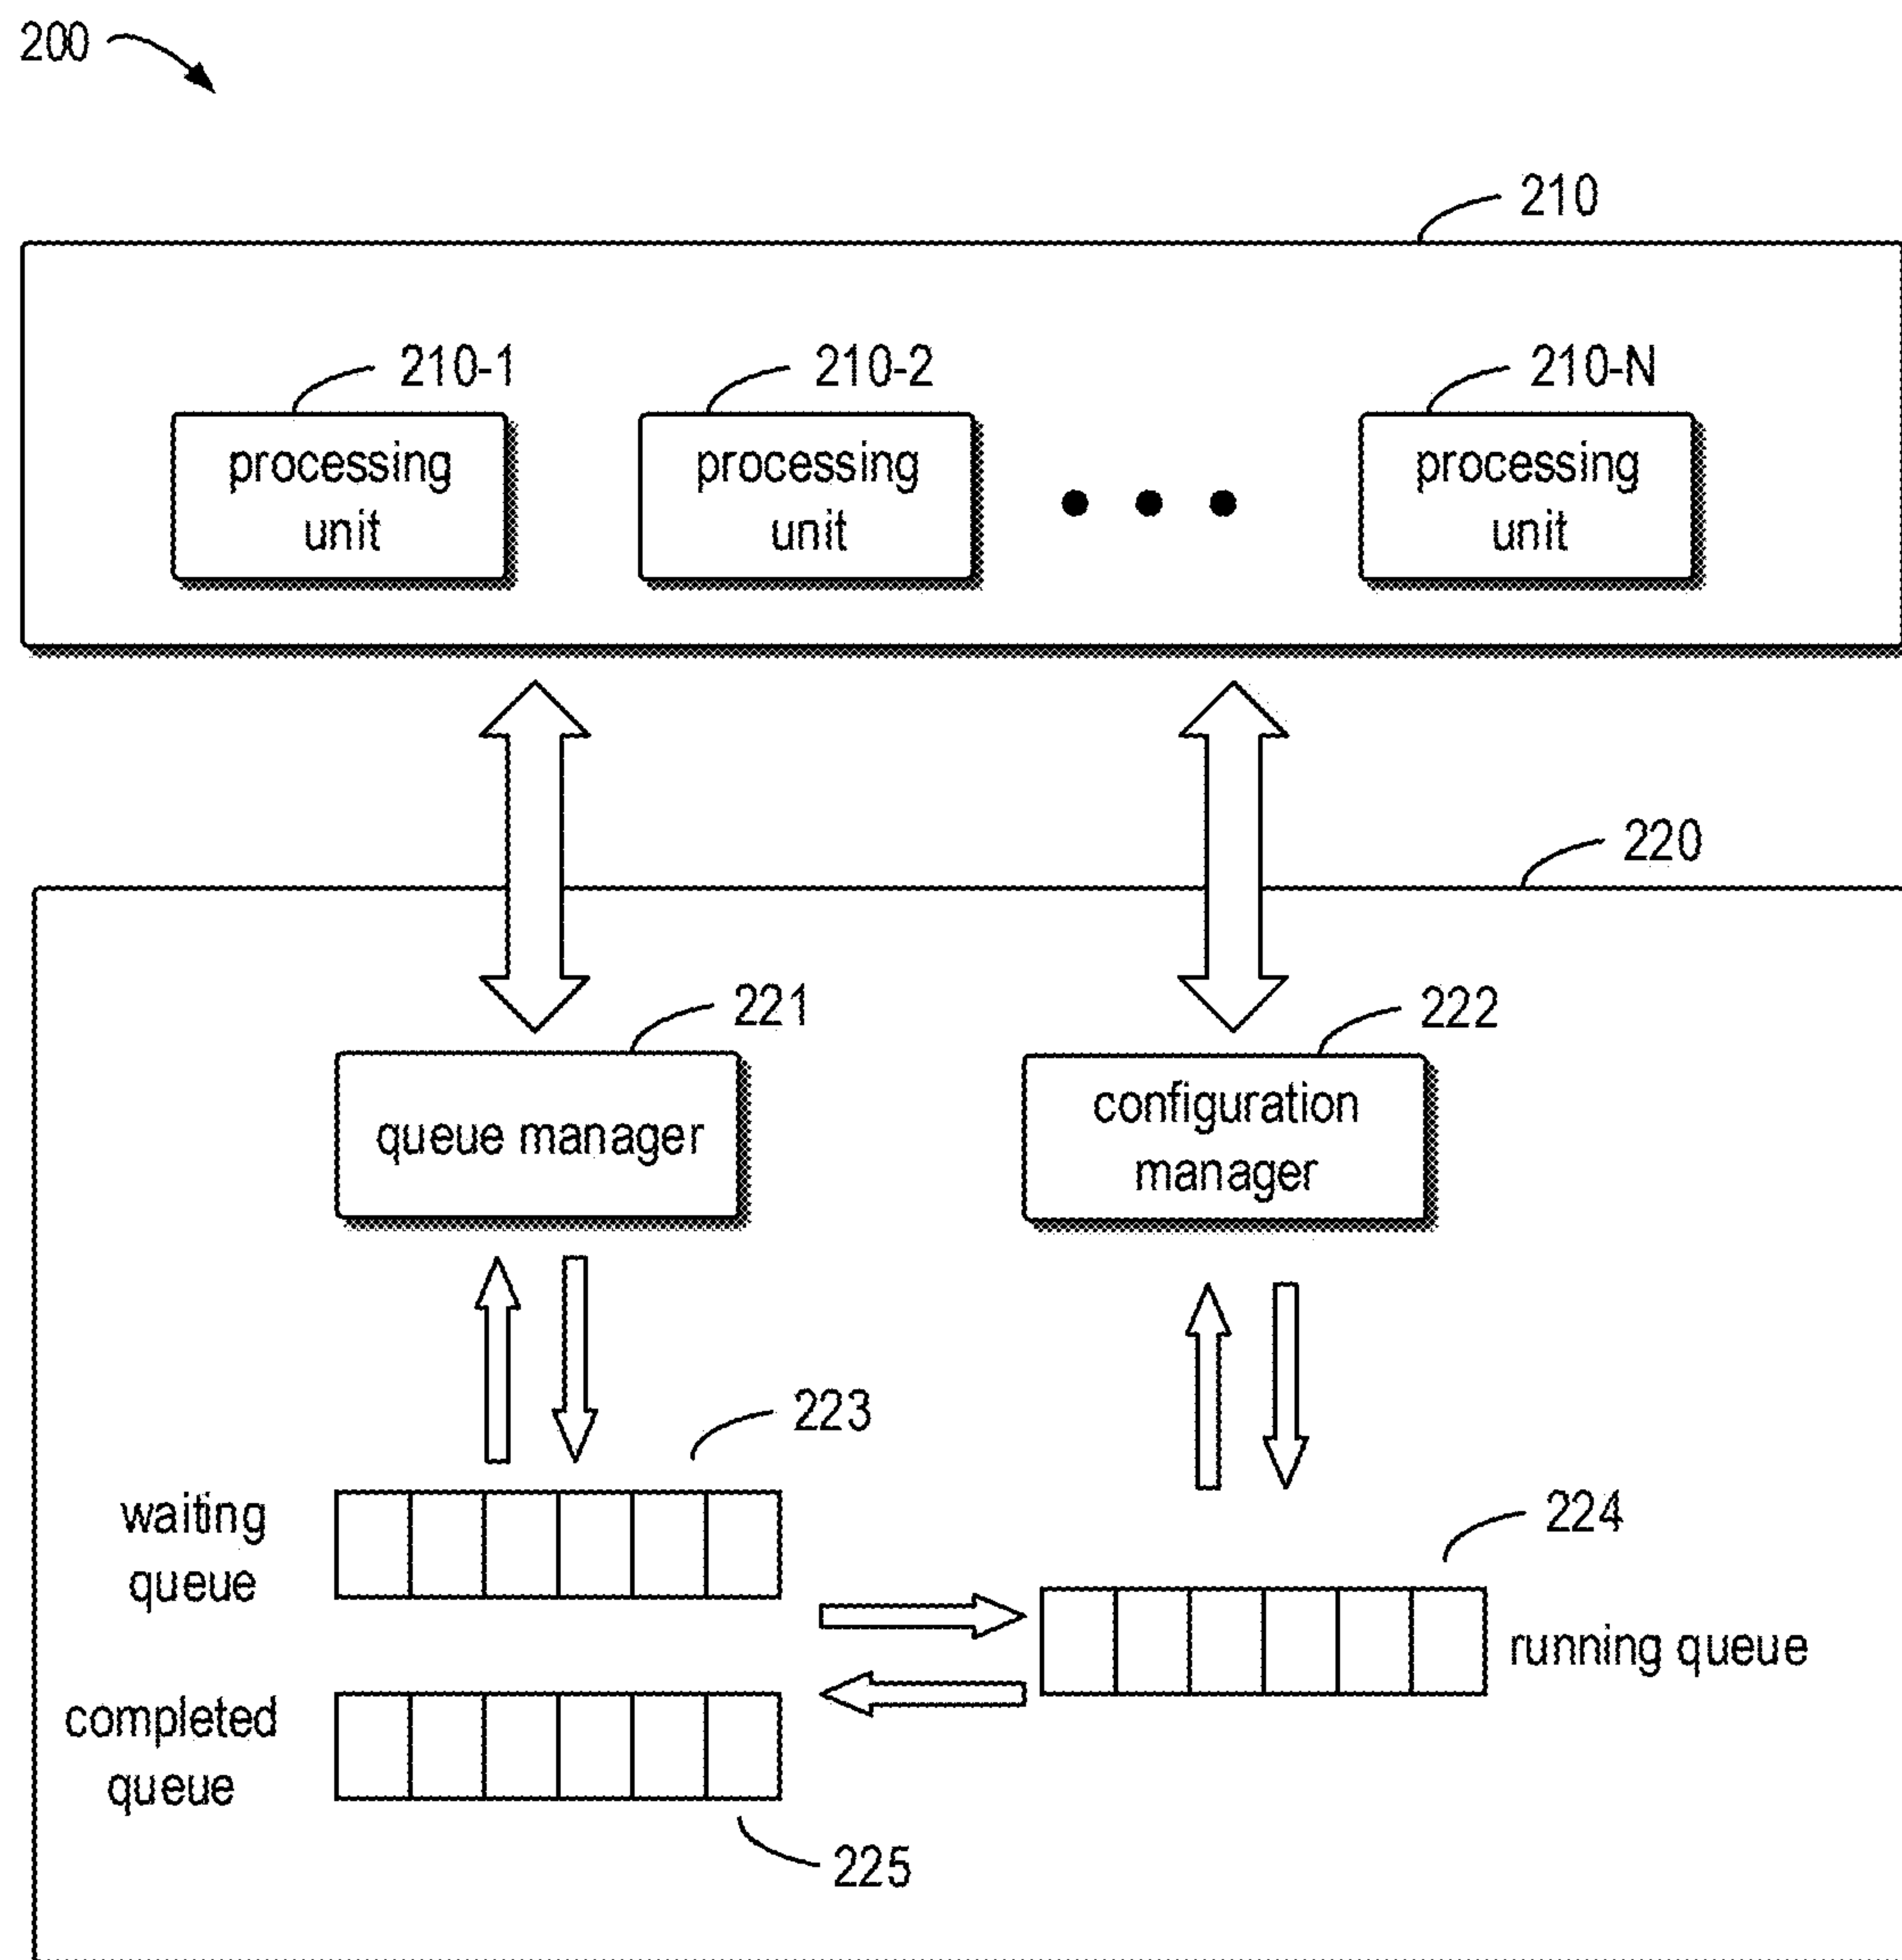 200
210
210-1
210-2
210-N
processing
unit
processing
unit
processing
unit
220
221
222
queue manager
configuration
manager
223
waiting
queue
224
running queue
completed
queue
225